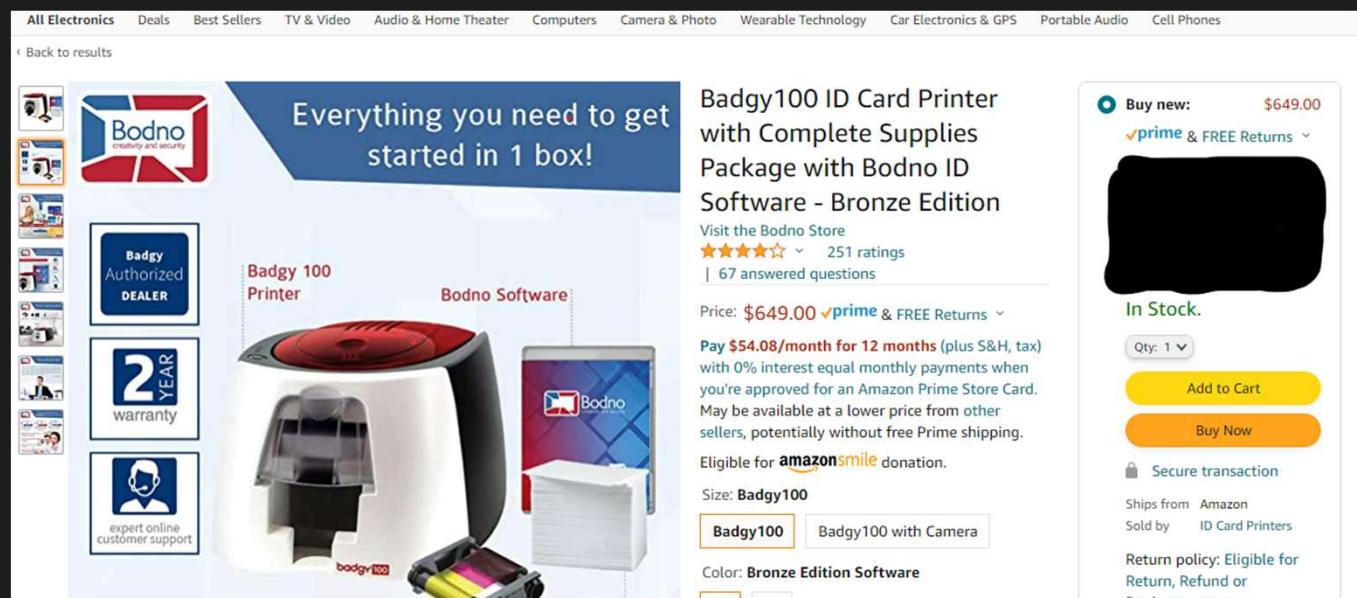 All Electronics Deals Best Sellers TV & Video Audio & Home Theater Computers Camera & Photo Wearable Technology Car Electronics & GPS Portable Audio Cell Phones
‹ Back to results
Bodno
creativity and security
Everything you need to get
started in 1 box!
Badgy
Authorized
DEALER
2 YEAR
warranty
expert online
customer support
Badgy 100
Printer
Bodno Software
Bodno
badgy100
Badgy100 ID Card Printer
with Complete Supplies
Package with Bodno ID
Software - Bronze Edition
Visit the Bodno Store
251 ratings
| 67 answered questions
Price: $649.00 prime & FREE Returns
Pay $54.08/month for 12 months (plus S&H, tax)
with 0% interest equal monthly payments when
you're approved for an Amazon Prime Store Card.
May be available at a lower price from other
sellers, potentially without free Prime shipping.
Eligible for amazonsmile donation.
Size: Badgy100
Badgy100 Badgy100 with Camera
Color: Bronze Edition Software
Buy new: $649.00
prime & FREE Returns
In Stock.
Qty: 1
Add to Cart
Buy Now
Secure transaction
Ships from Amazon
Sold by ID Card Printers
Return policy: Eligible for
Return, Refund or